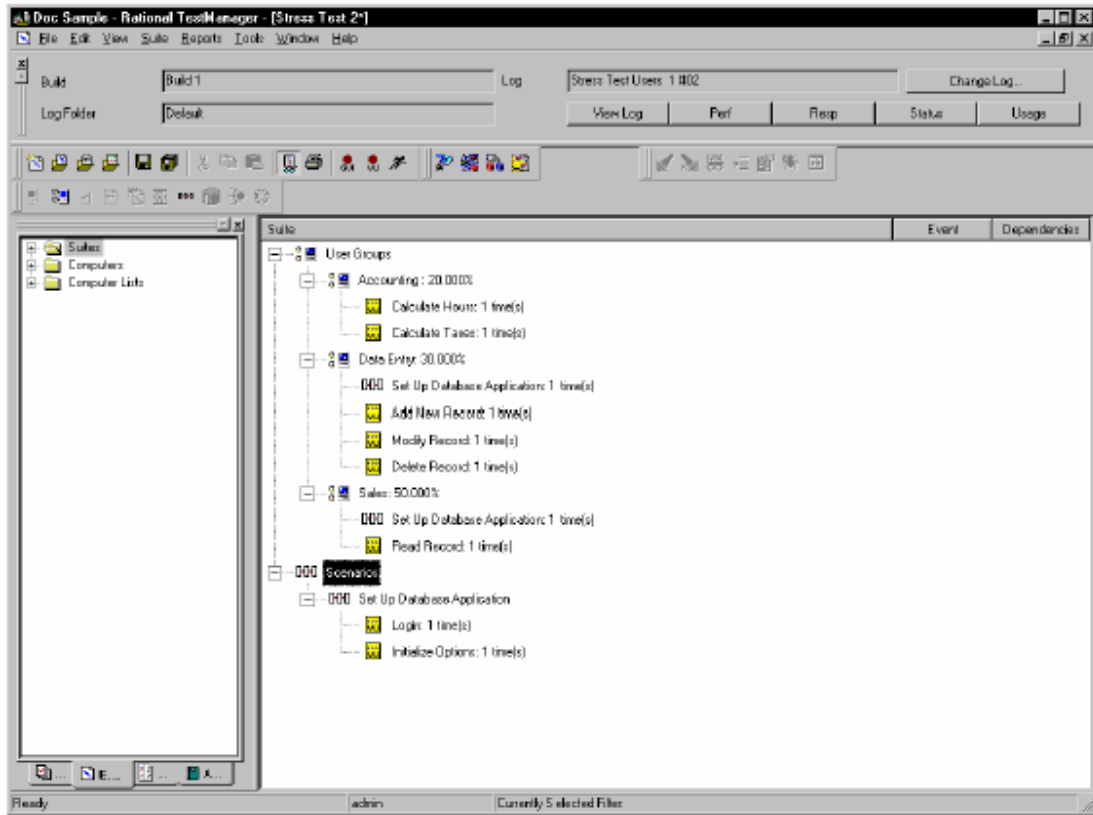 Doc Sample - Rational TestManager - [Stress Test 2*]
File Edit View Suite Reports Tools Window Help
Build Build 1 Log Stress Test Users 1 #02 Change Log...
Log Folder Default View Log Perf Resp Status Usage
Suite Event Dependencies
Suites
Computers
Computer Lists
User Groups
Accounting : 20.000%
Calculate Hours: 1 time(s)
Calculate Taxes: 1 time(s)
Data Entry: 30.000%
Set Up Database Application: 1 time(s)
Add New Record: 1 time(s)
Modify Record: 1 time(s)
Delete Record: 1 time(s)
Sales: 50.000%
Set Up Database Application: 1 time(s)
Read Record: 1 time(s)
Scenarios
Set Up Database Application
Login: 1 time(s)
Initialize Options: 1 time(s)
E... ... A...
Ready admin Currently Selected Filter: